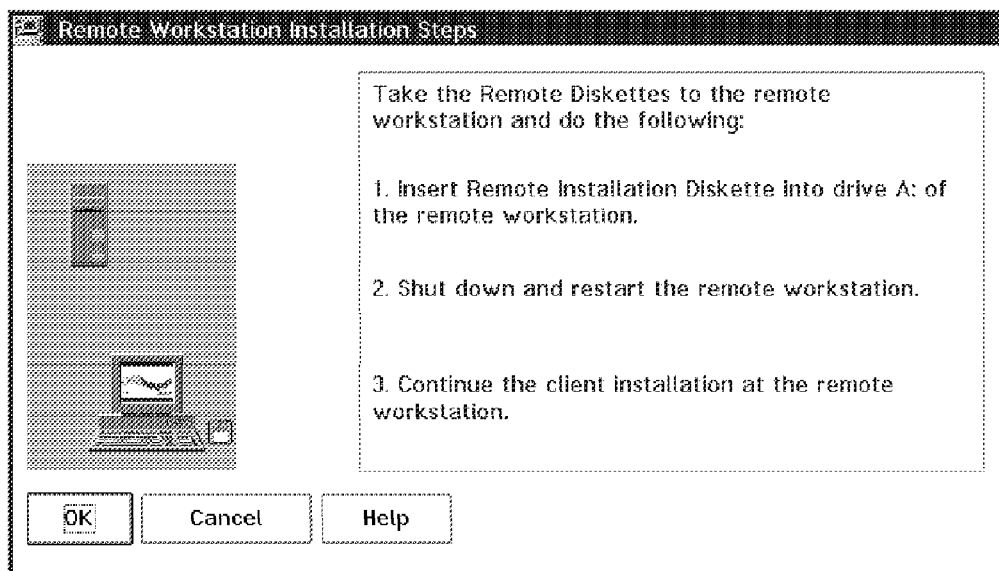 Remote Workstation Installation Steps
Take the Remote Diskettes to the remote
workstation and do the following:
1. Insert Remote Installation Diskette into drive A: of
the remote workstation.
2. Shut down and restart the remote workstation.
3. Continue the client installation at the remote
workstation.
OK
Cancel
Help